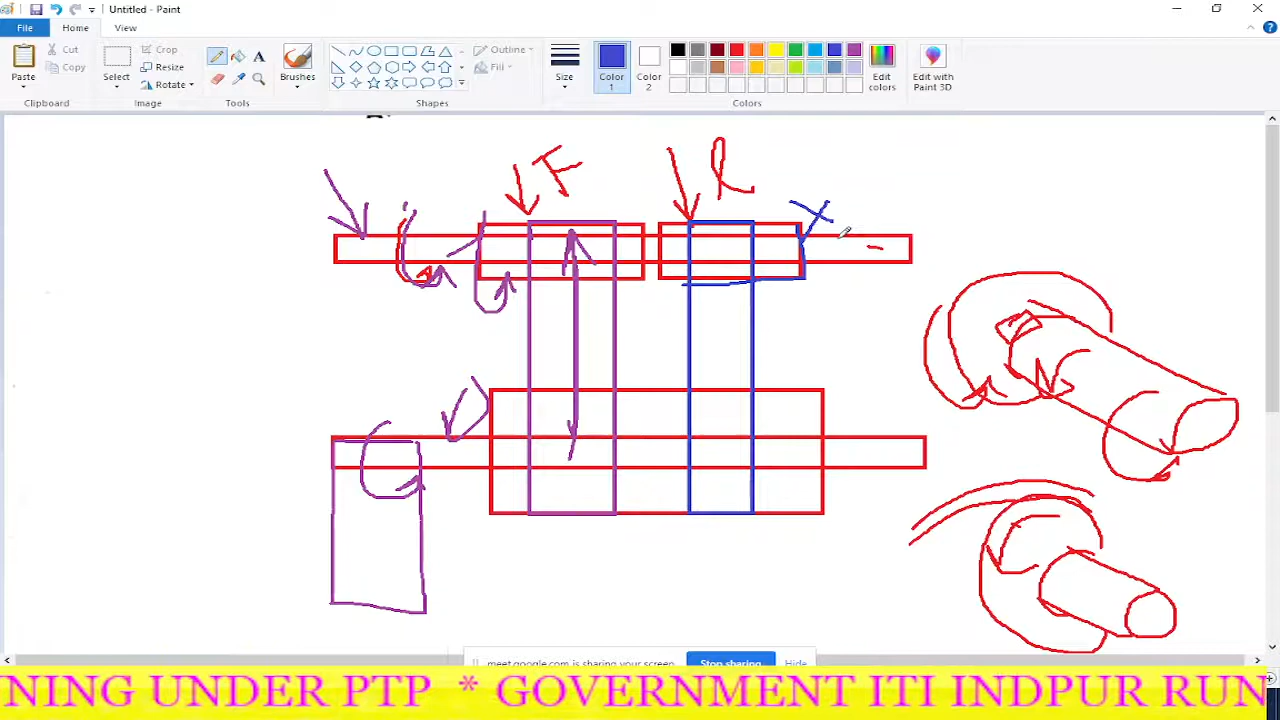 Untitled - Paint
File Home View
Paste
Cut
Copy
Clipboard
Select
Crop
Resize
Rotate
Image
A
Tools
Brushes
Shapes
Outline
Fill
Size
Color 1
Color 2
Colors
Edit colors
Edit with Paint 3D
F
l
meet.google.com is sharing your screen. Stop sharing Hide
NING UNDER PTP * GOVERNMENT ITI INDPUR RUN